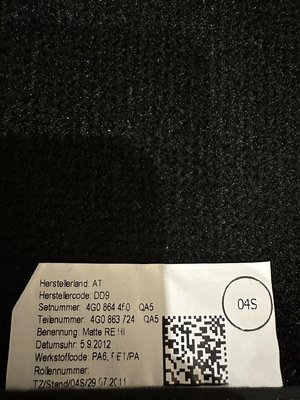 Herstellerland: AT
Herstellercode: DD9
Setnummer: 4G0 864 450 QA5
Teilenummer: 4G0 863 724 QA5
Benennung: Matte RE
Datumsuhr: 5.9.2012
Werkstoffcode: PA6, PET/PA
Rollennummer:
TZ/Stand/04S/29.07.2011
04S